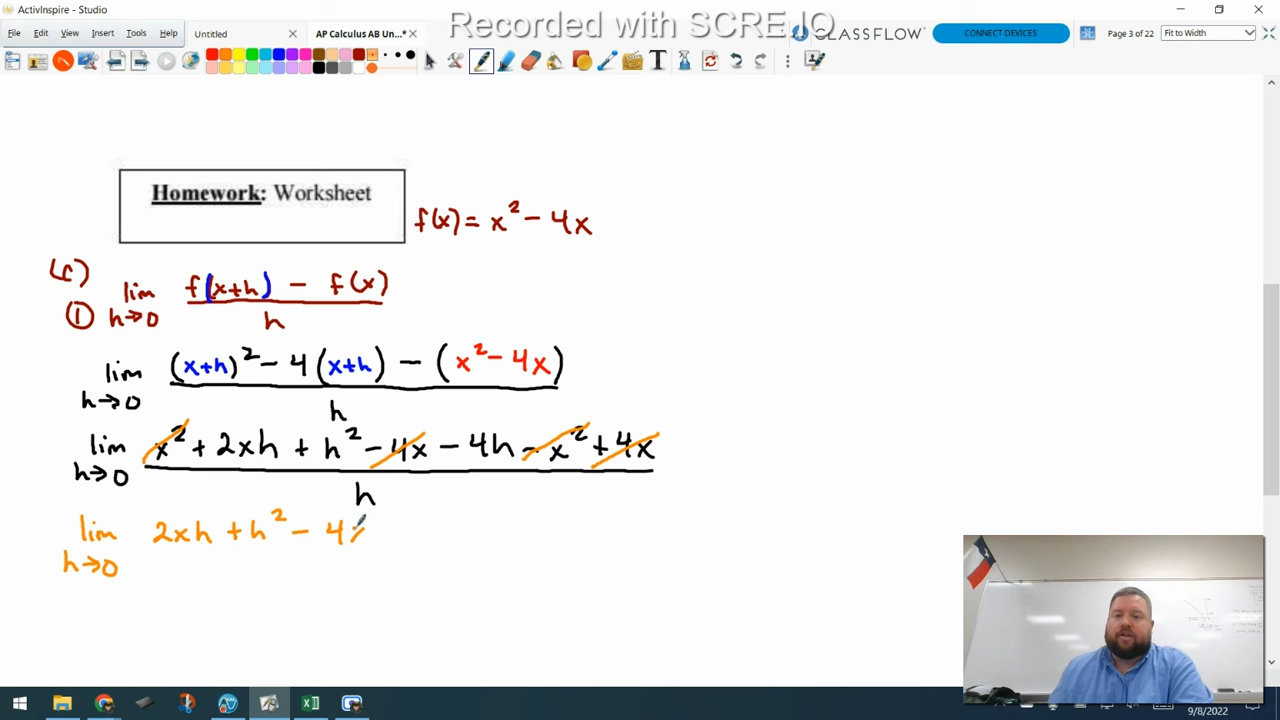 ActivInspire - Studio
Recorded with SCRE.IO
File Edit View Insert Tools Help
Untitled
AP Calculus AB Un...*
CLASSFLOW
CONNECT DEVICES
Page 3 of 22
Fit to Width
Homework: Worksheet
f(x) = x² - 4x
①
lim h→0 (f(x+h) - f(x)) / h
lim h→0 ((x+h)² - 4(x+h) - (x² - 4x)) / h
lim h→0 (x² + 2xh + h² - 4x - 4h - x² + 4x) / h
lim h→0 2xh + h² - 4
9/8/2022